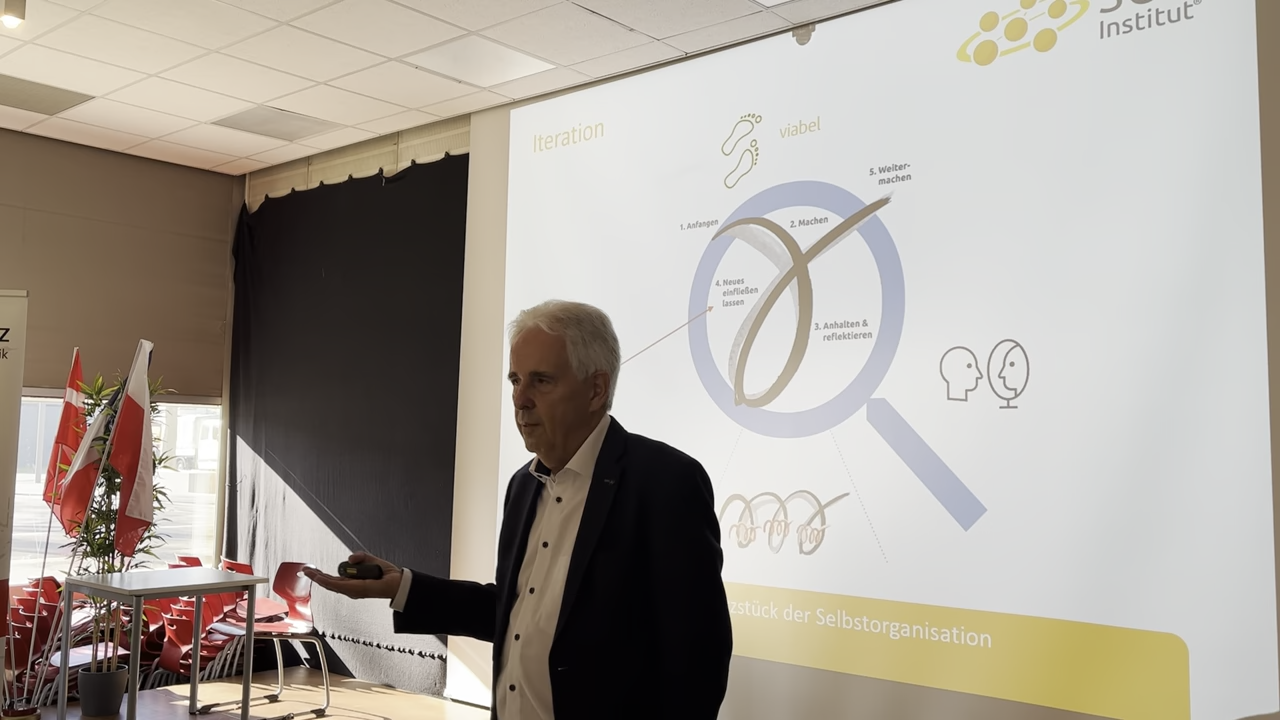 Institut®
Iteration
viabel
5. Weiter-
machen
1. Anfangen
2. Machen
4. Neues
einfließen
lassen
3. Anhalten &
reflektieren
Z
ik
zstück der Selbstorganisation